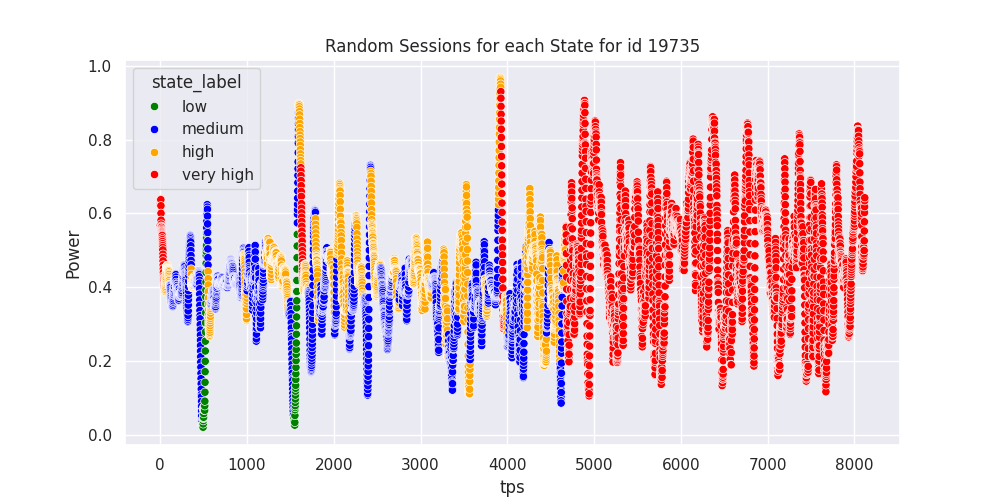 Random Sessions for each State for id 19735
1.0
0.8
0.6
0.4
0.2
0.0
Power
state_label
low
medium
high
very high
0 1000 2000 3000 4000 5000 6000 7000 8000
tps